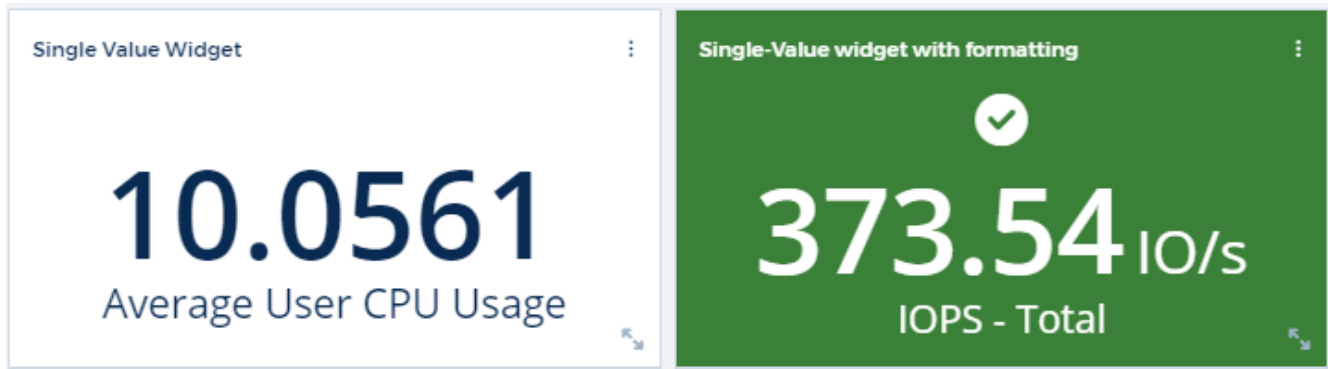 Single Value Widget
10.0561
Average User CPU Usage
Single-Value widget with formatting
373.54 IO/s
IOPS - Total